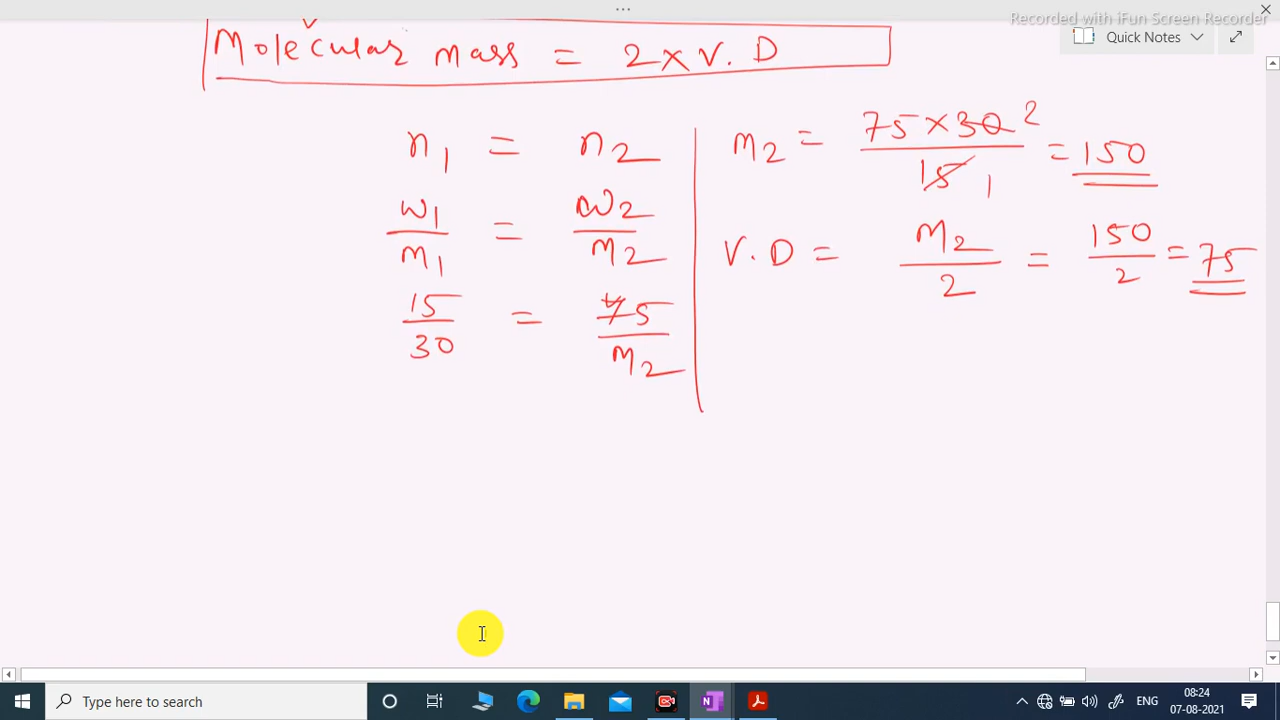 ...
Recorded with iFun Screen Recorder
Quick Notes
Molecular mass = 2 x V. D
n1 = n2
w1/m1 = w2/m2
15/30 = 75/m2
m2 = 75 x 30 2 / 15 1 = 150
V. D = m2/2 = 150/2 = 75
Type here to search
ENG
08:24
07-08-2021